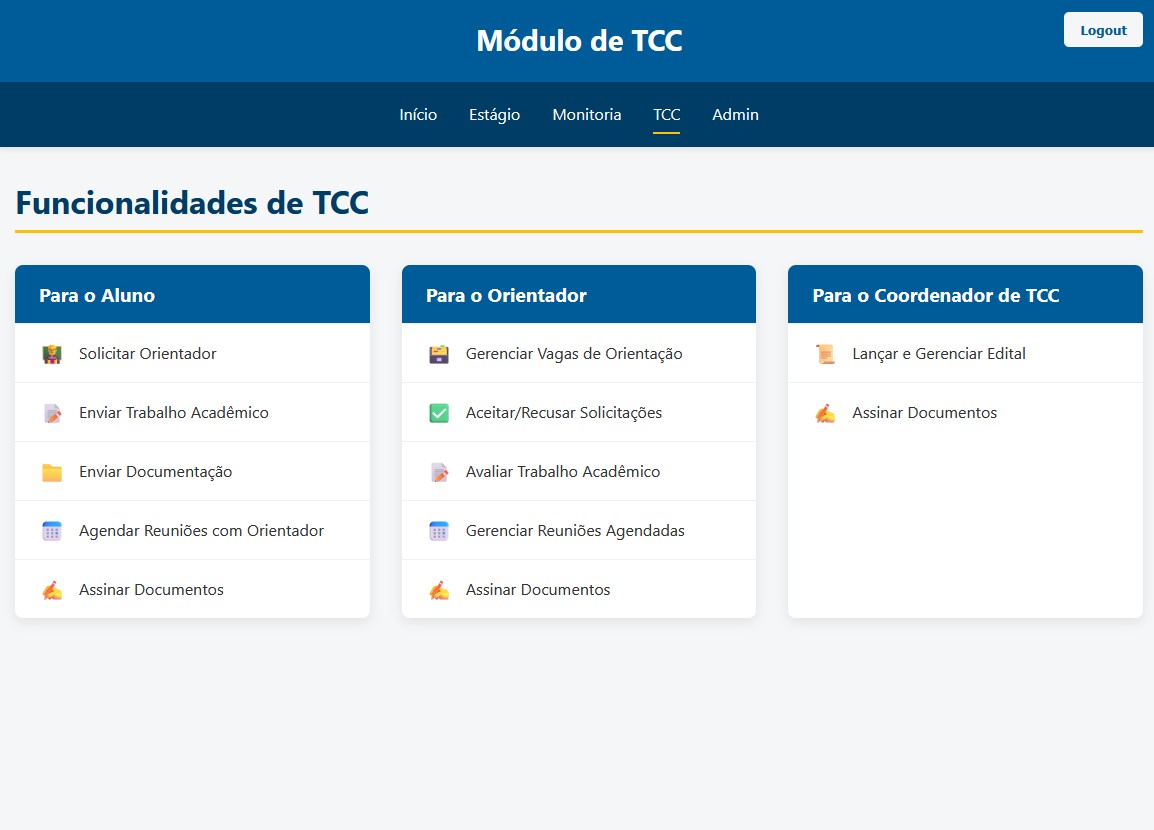 Módulo de TCC
Logout
Início
Estágio
Monitoria
TCC
Admin
Funcionalidades de TCC
Para o Aluno
Solicitar Orientador
Enviar Trabalho Acadêmico
Enviar Documentação
Agendar Reuniões com Orientador
Assinar Documentos
Para o Orientador
Gerenciar Vagas de Orientação
Aceitar/Recusar Solicitações
Avaliar Trabalho Acadêmico
Gerenciar Reuniões Agendadas
Assinar Documentos
Para o Coordenador de TCC
Lançar e Gerenciar Edital
Assinar Documentos